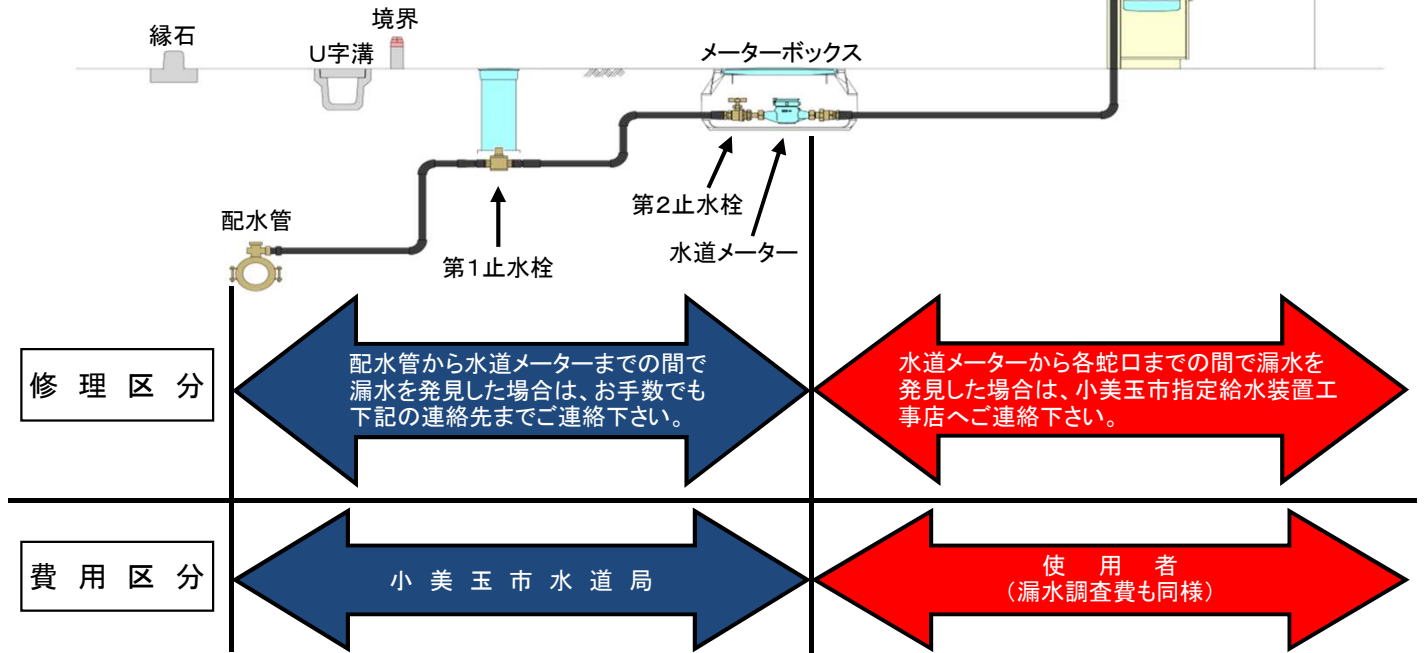 境界
縁石
U字溝
メーターボックス
第2止水栓
配水管
水道メーター
第1止水栓
修理区分
配水管から水道メーターまでの間で
漏水を発見した場合は、お手数でも
下記の連絡先までご連絡下さい。
水道メーターから各蛇口までの間で漏水を
発見した場合は、小美玉市指定給水装置工
事店へご連絡下さい。
費用区分
小美玉市水道局
使用者
（漏水調査費も同様）